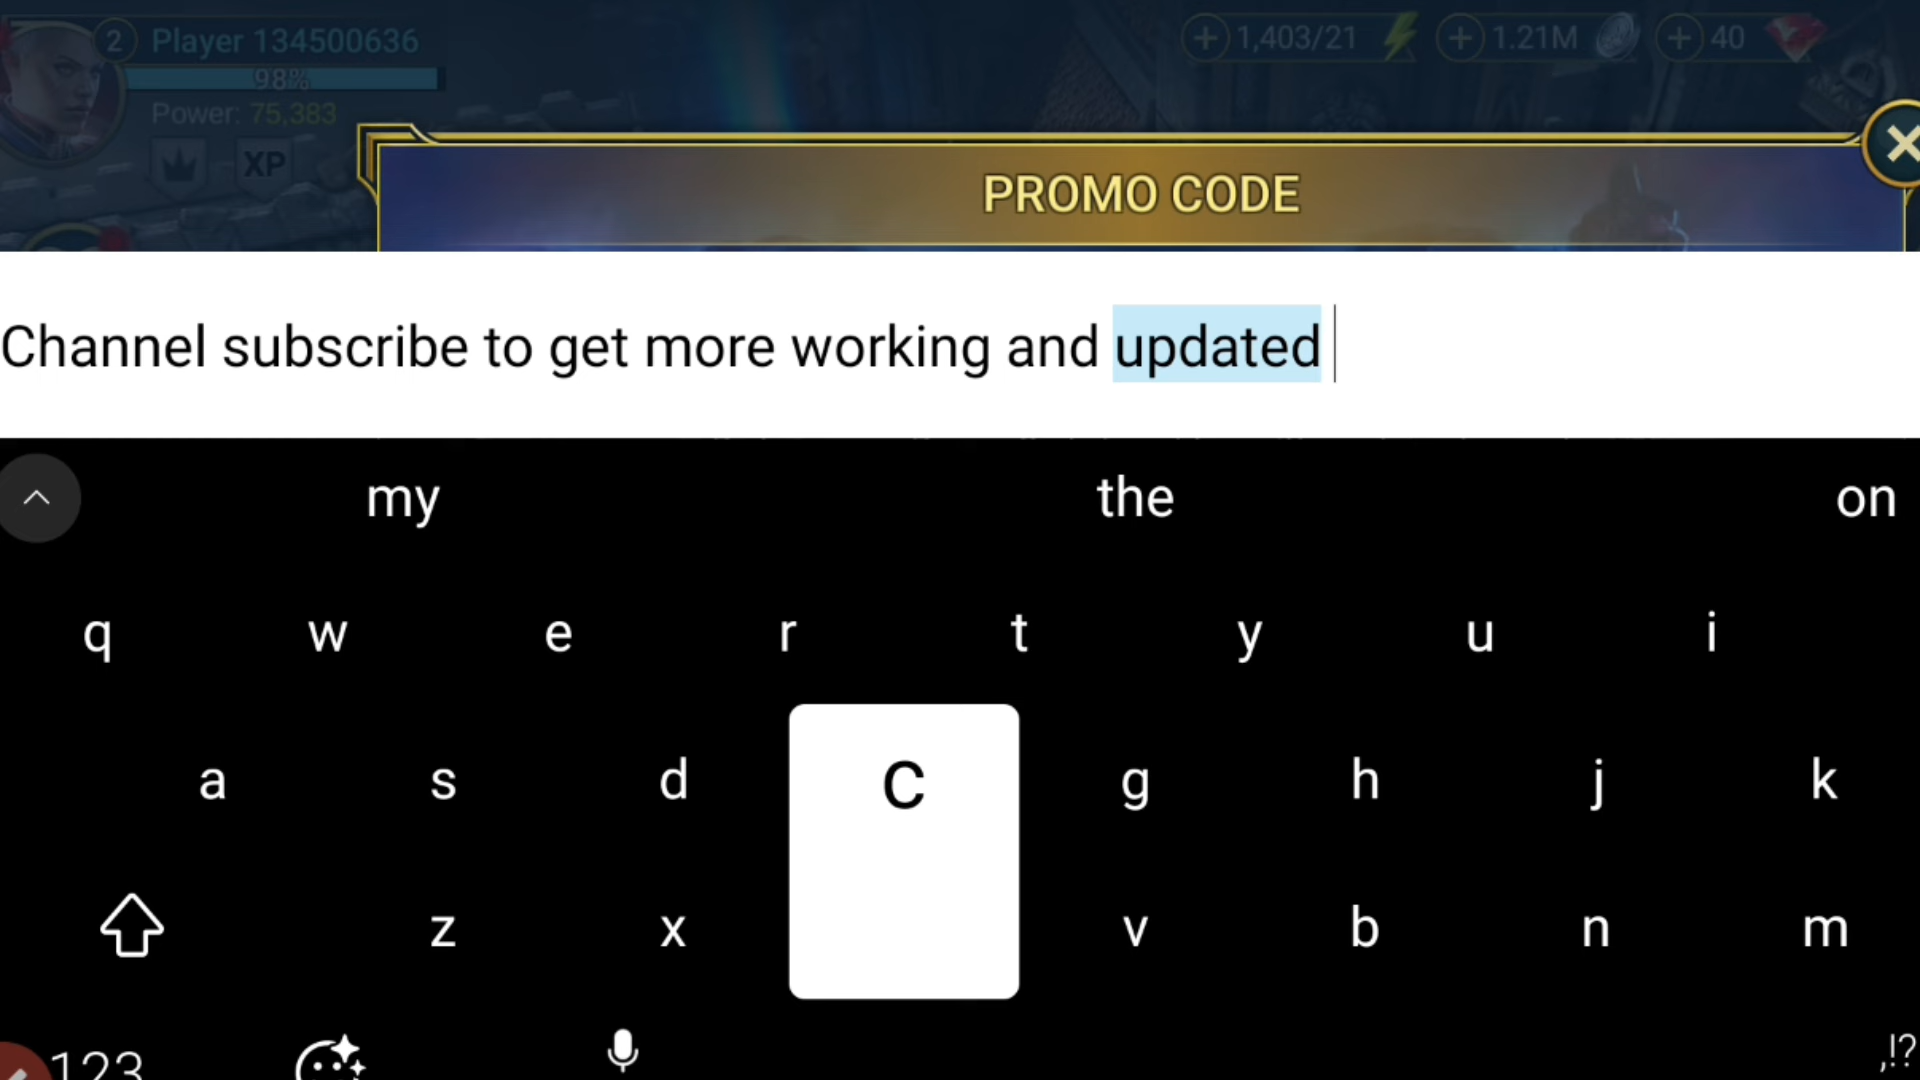 2 Player 134500636
98%
Power: 75,383
XP
1,403/21
1.21M
40
PROMO CODE
Channel subscribe to get more working and updated
my the on
q w e r t y u i
a s d c g h j k
z x v b n m
123 ,!?